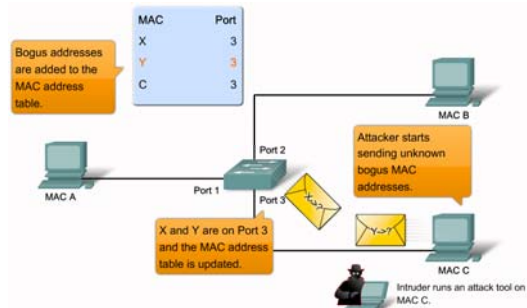 MAC Port
X 3
Y 3
C 3
Bogus addresses
are added to the
MAC address
table.
MAC B
Attacker starts
sending unknown
bogus MAC
addresses.
Port 2
MAC A
Port 1
Port 3
X->?
Y->?
X and Y are on Port 3
and the MAC address
table is updated.
MAC C
Intruder runs an attack tool on
MAC C.